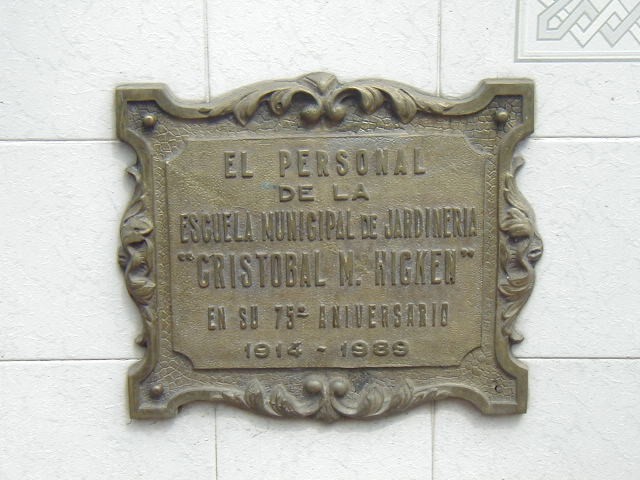 EL PERSONAL
DE LA
ESCUELA MUNICIPAL DE JARDINERIA
"CRISTOBAL M. HICKEN"
EN SU 75º ANIVERSARIO
1914 - 1989